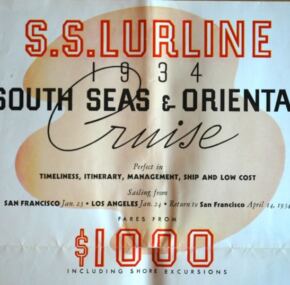 S.S.LURLINE
1934
SOUTH SEAS & ORIENTA
Cruise
Perfect in
TIMELINESS, ITINERARY, MANAGEMENT, SHIP AND LOW COST
Sailing from
SAN FRANCISCO Jan. 23 • LOS ANGELES Jan. 24 • Return to San Francisco April 24, 1934
FARES FROM
$1000
INCLUDING SHORE EXCURSIONS